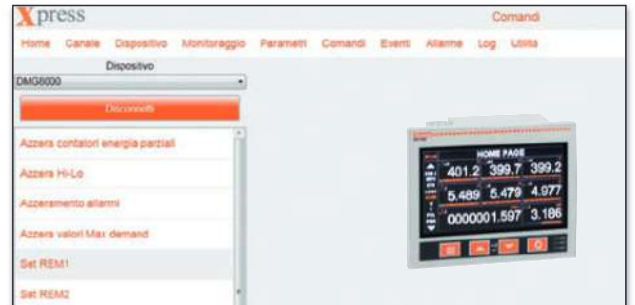 Xpress
Comandi
Home Canale Dispositivo Monitoraggio Parametri Comandi Eventi Allarme Log Utilità
Dispositivo
DMG8000
Disconnetti
Azzera contatori energia parziali
Azzera Hi-Lo
Azzeramento allarmi
Azzera valori Max demand
Set REM1
Set REM2
HOME PAGE
401.2 399.7 399.2
5.489 5.479 4.977
0000001.597 3.186